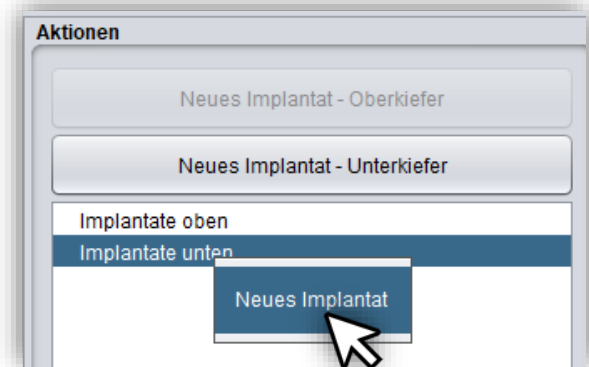 Aktionen
Neues Implantat - Oberkiefer
Neues Implantat - Unterkiefer
Implantate oben
Implantate unten
Neues Implantat